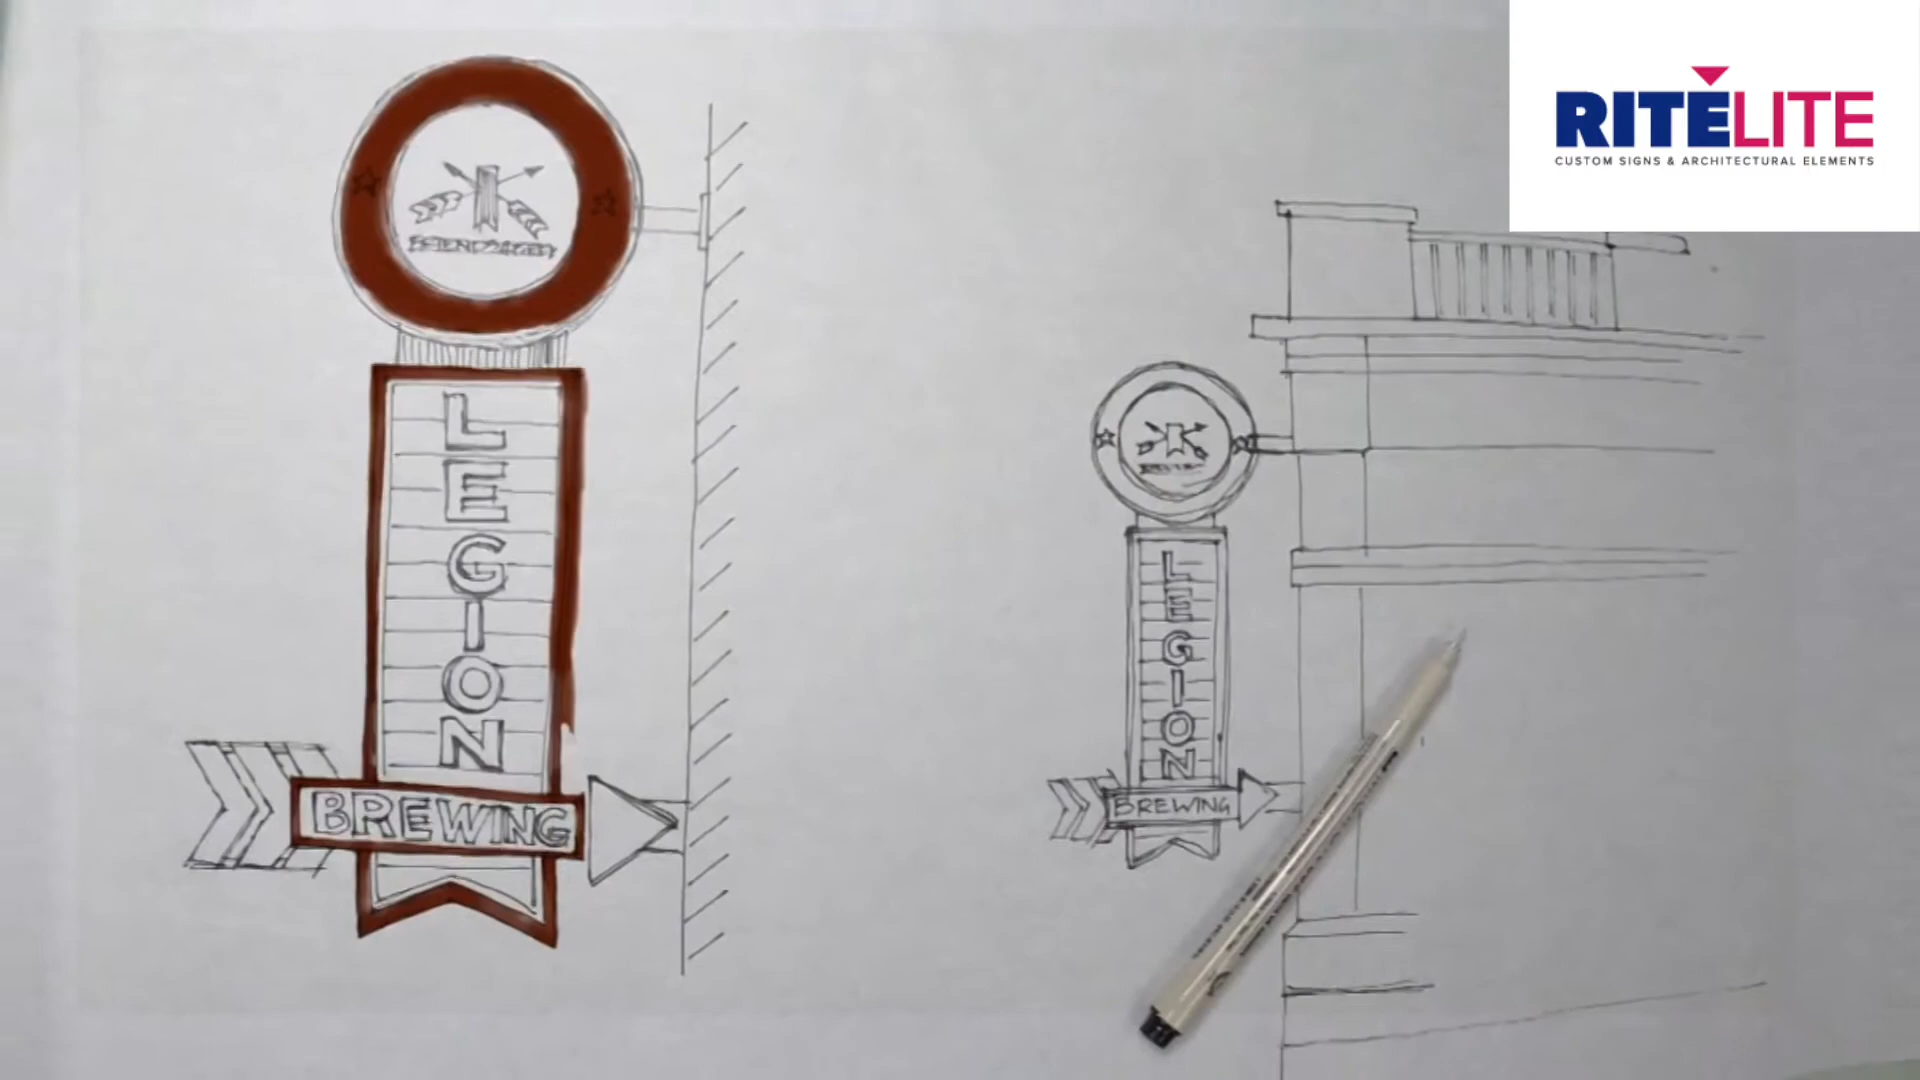 RITELITE
CUSTOM SIGNS & ARCHITECTURAL ELEMENTS
LEGION
BREWING
LEGION
BREWING